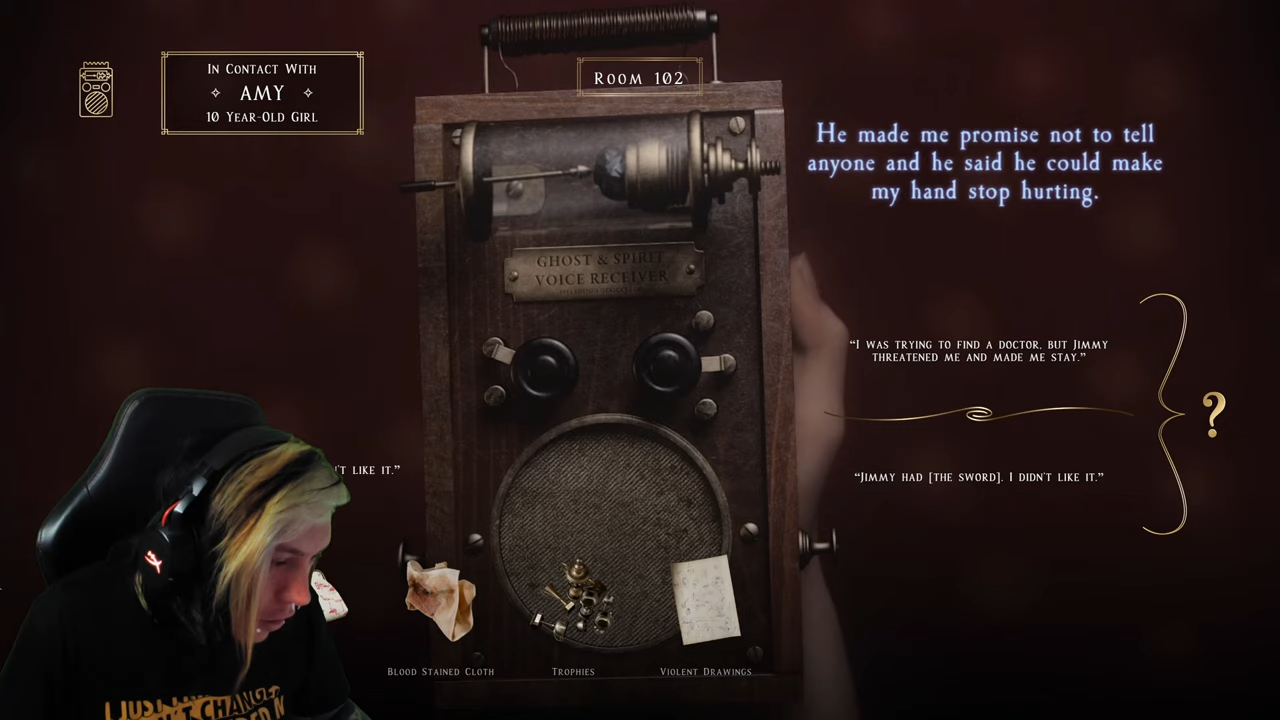 In Contact With
AMY
10 Year-Old Girl
Room 102
He made me promise not to tell
anyone and he said he could make
my hand stop hurting.
GHOST & SPIRIT
VOICE RECEIVER
“I was trying to find a doctor, but Jimmy
threatened me and made me stay.”
?
't like it.”
“Jimmy had [the sword]. I didn't like it.”
Blood Stained Cloth
Trophies
Violent Drawings
I JUST
CHANGE